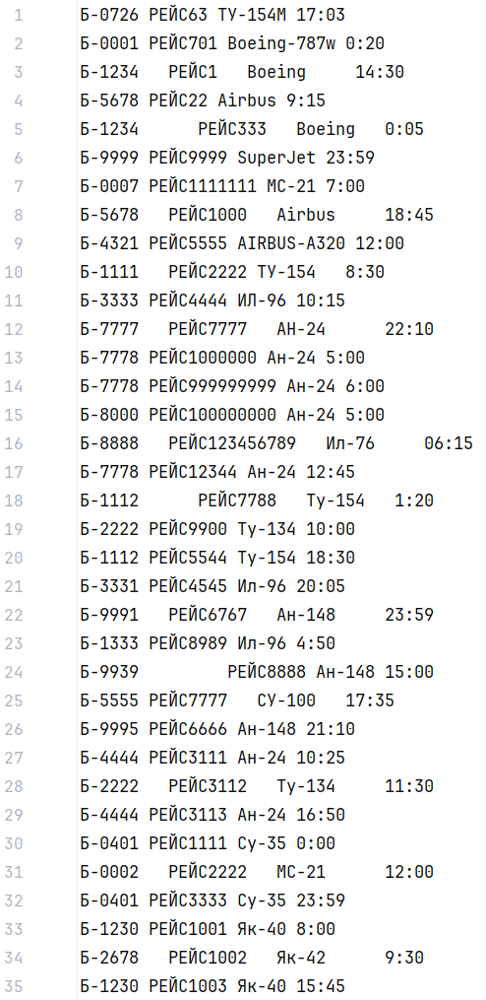 1 Б-0726 РЕЙС63 ТУ-154М 17:03
2 Б-0001 РЕЙС701 Boeing-787w 0:20
3 Б-1234   РЕЙС1   Boeing     14:30
4 Б-5678 РЕЙС22 Airbus 9:15
5 Б-1234      РЕЙС333   Boeing   0:05
6 Б-9999 РЕЙС9999 SuperJet 23:59
7 Б-0007 РЕЙС1111111 МС-21 7:00
8 Б-5678   РЕЙС1000   Airbus     18:45
9 Б-4321 РЕЙС5555 AIRBUS-A320 12:00
10 Б-1111   РЕЙС2222 ТУ-154   8:30
11 Б-3333 РЕЙС4444 ИЛ-96 10:15
12 Б-7777   РЕЙС7777   АН-24      22:10
13 Б-7778 РЕЙС1000000 Ан-24 5:00
14 Б-7778 РЕЙС999999999 Ан-24 6:00
15 Б-8000 РЕЙС100000000 Ан-24 5:00
16 Б-8888   РЕЙС123456789   Ил-76     06:15
17 Б-7778 РЕЙС12344 Ан-24 12:45
18 Б-1112      РЕЙС7788   Ту-154   1:20
19 Б-2222 РЕЙС9900 Ту-134 10:00
20 Б-1112 РЕЙС5544 Ту-154 18:30
21 Б-3331 РЕЙС4545 Ил-96 20:05
22 Б-9991   РЕЙС6767   Ан-148     23:59
23 Б-1333 РЕЙС8989 Ил-96 4:50
24 Б-9939         РЕЙС8888 Ан-148 15:00
25 Б-5555 РЕЙС7777   СУ-100   17:35
26 Б-9995 РЕЙС6666 Ан-148 21:10
27 Б-4444 РЕЙС3111 Ан-24 10:25
28 Б-2222   РЕЙС3112   Ту-134     11:30
29 Б-4444 РЕЙС3113 Ан-24 16:50
30 Б-0401 РЕЙС1111 Су-35 0:00
31 Б-0002   РЕЙС2222   МС-21      12:00
32 Б-0401 РЕЙС3333 Су-35 23:59
33 Б-1230 РЕЙС1001 Як-40 8:00
34 Б-2678   РЕЙС1002   Як-42      9:30
35 Б-1230 РЕЙС1003 Як-40 15:45